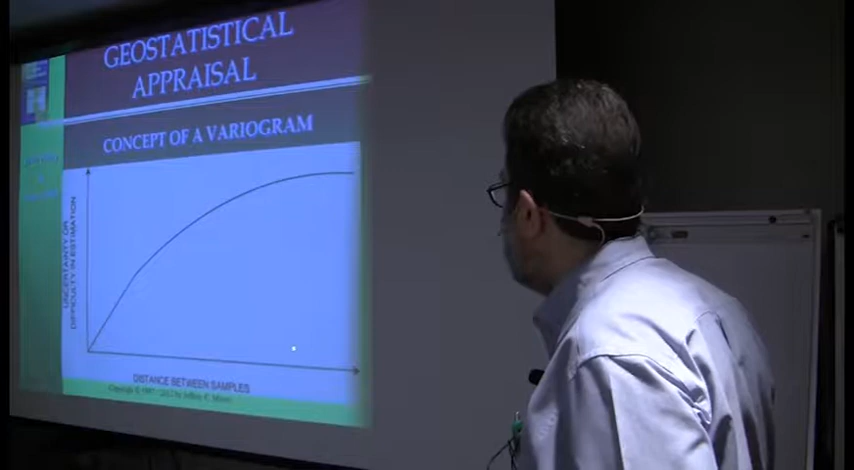 GEOSTATISTICAL
APPRAISAL
CONCEPT OF A VARIOGRAM
UNCERTAINTY OR
DIFFICULTY IN ESTIMATION
DISTANCE BETWEEN SAMPLES